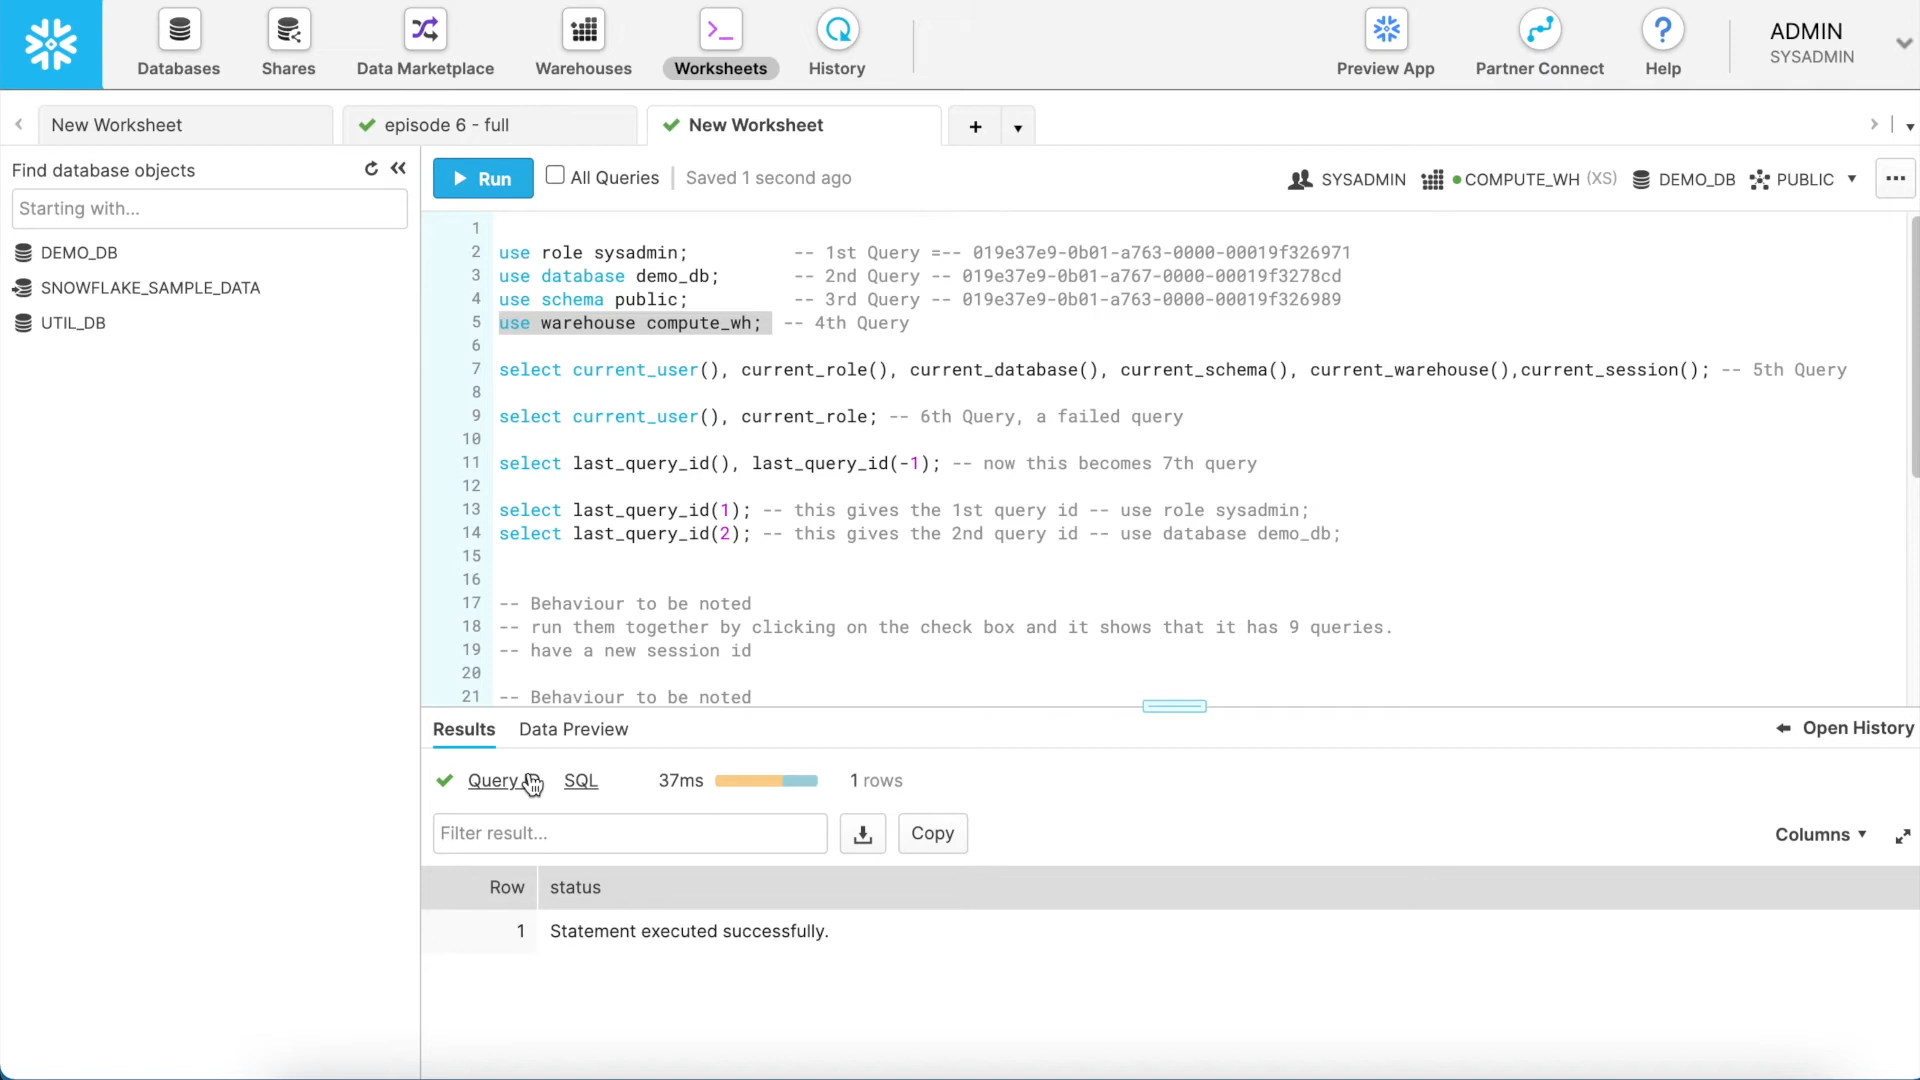 Databases
Shares
Data Marketplace
Warehouses
Worksheets
History
Preview App
Partner Connect
Help
ADMIN
SYSADMIN
New Worksheet
episode 6 - full
New Worksheet
Find database objects
Starting with...
DEMO_DB
SNOWFLAKE_SAMPLE_DATA
UTIL_DB
Run
All Queries
Saved 1 second ago
SYSADMIN
COMPUTE_WH (XS)
DEMO_DB
PUBLIC
1
2 use role sysadmin; -- 1st Query =-- 019e37e9-0b01-a763-0000-00019f326971
3 use database demo_db; -- 2nd Query -- 019e37e9-0b01-a767-0000-00019f3278cd
4 use schema public; -- 3rd Query -- 019e37e9-0b01-a763-0000-00019f326989
5 use warehouse compute_wh; -- 4th Query
6
7 select current_user(), current_role(), current_database(), current_schema(), current_warehouse(),current_session(); -- 5th Query
8
9 select current_user(), current_role; -- 6th Query, a failed query
10
11 select last_query_id(), last_query_id(-1); -- now this becomes 7th query
12
13 select last_query_id(1); -- this gives the 1st query id -- use role sysadmin;
14 select last_query_id(2); -- this gives the 2nd query id -- use database demo_db;
15
16
17 -- Behaviour to be noted
18 -- run them together by clicking on the check box and it shows that it has 9 queries.
19 -- have a new session id
20
21 -- Behaviour to be noted
Results
Data Preview
Open History
Query
SQL
37ms
1 rows
Filter result...
Copy
Columns
Row status
1 Statement executed successfully.